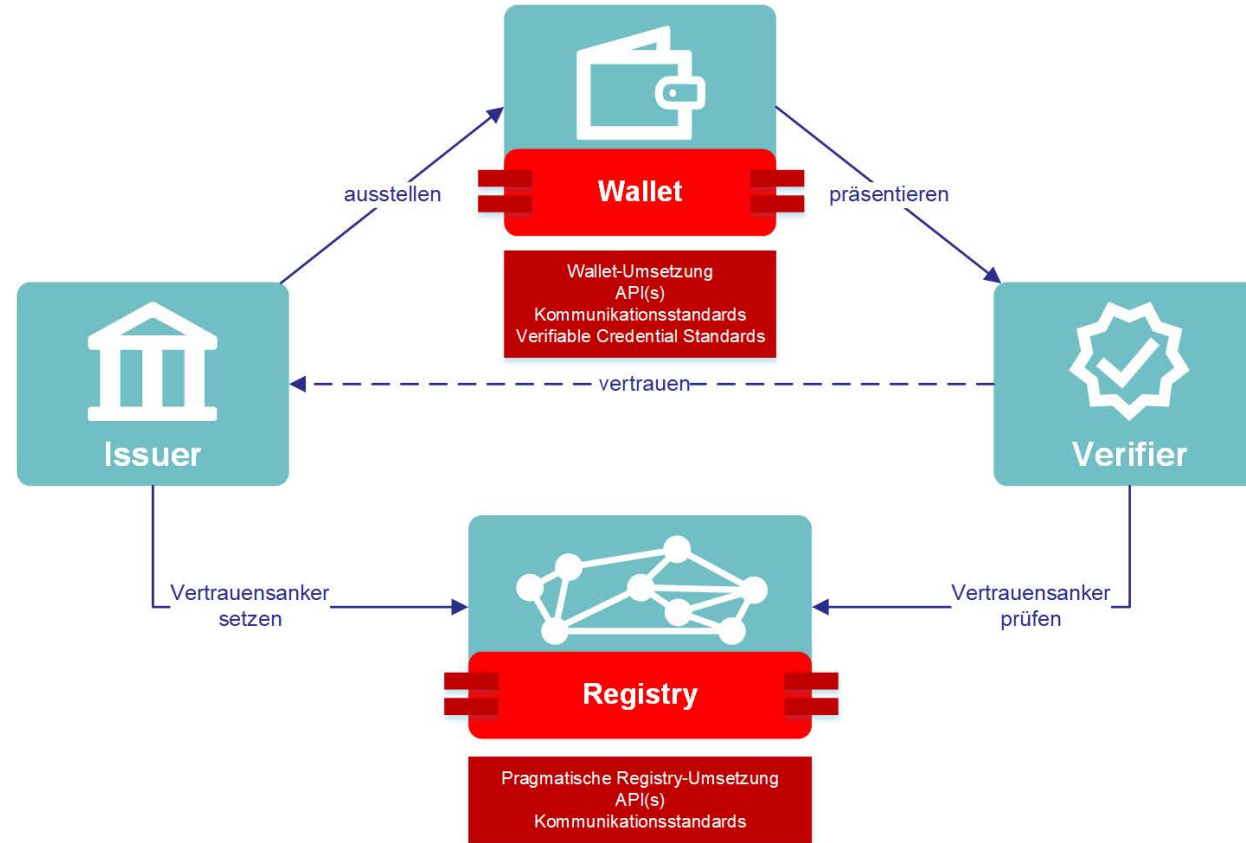 Wallet
ausstellen
präsentieren
Wallet-Umsetzung
API(s)
Kommunikationsstandards
Verifiable Credential Standards
vertrauen
Issuer
Verifier
Vertrauensanker
setzen
Vertrauensanker
prüfen
Registry
Pragmatische Registry-Umsetzung
API(s)
Kommunikationsstandards